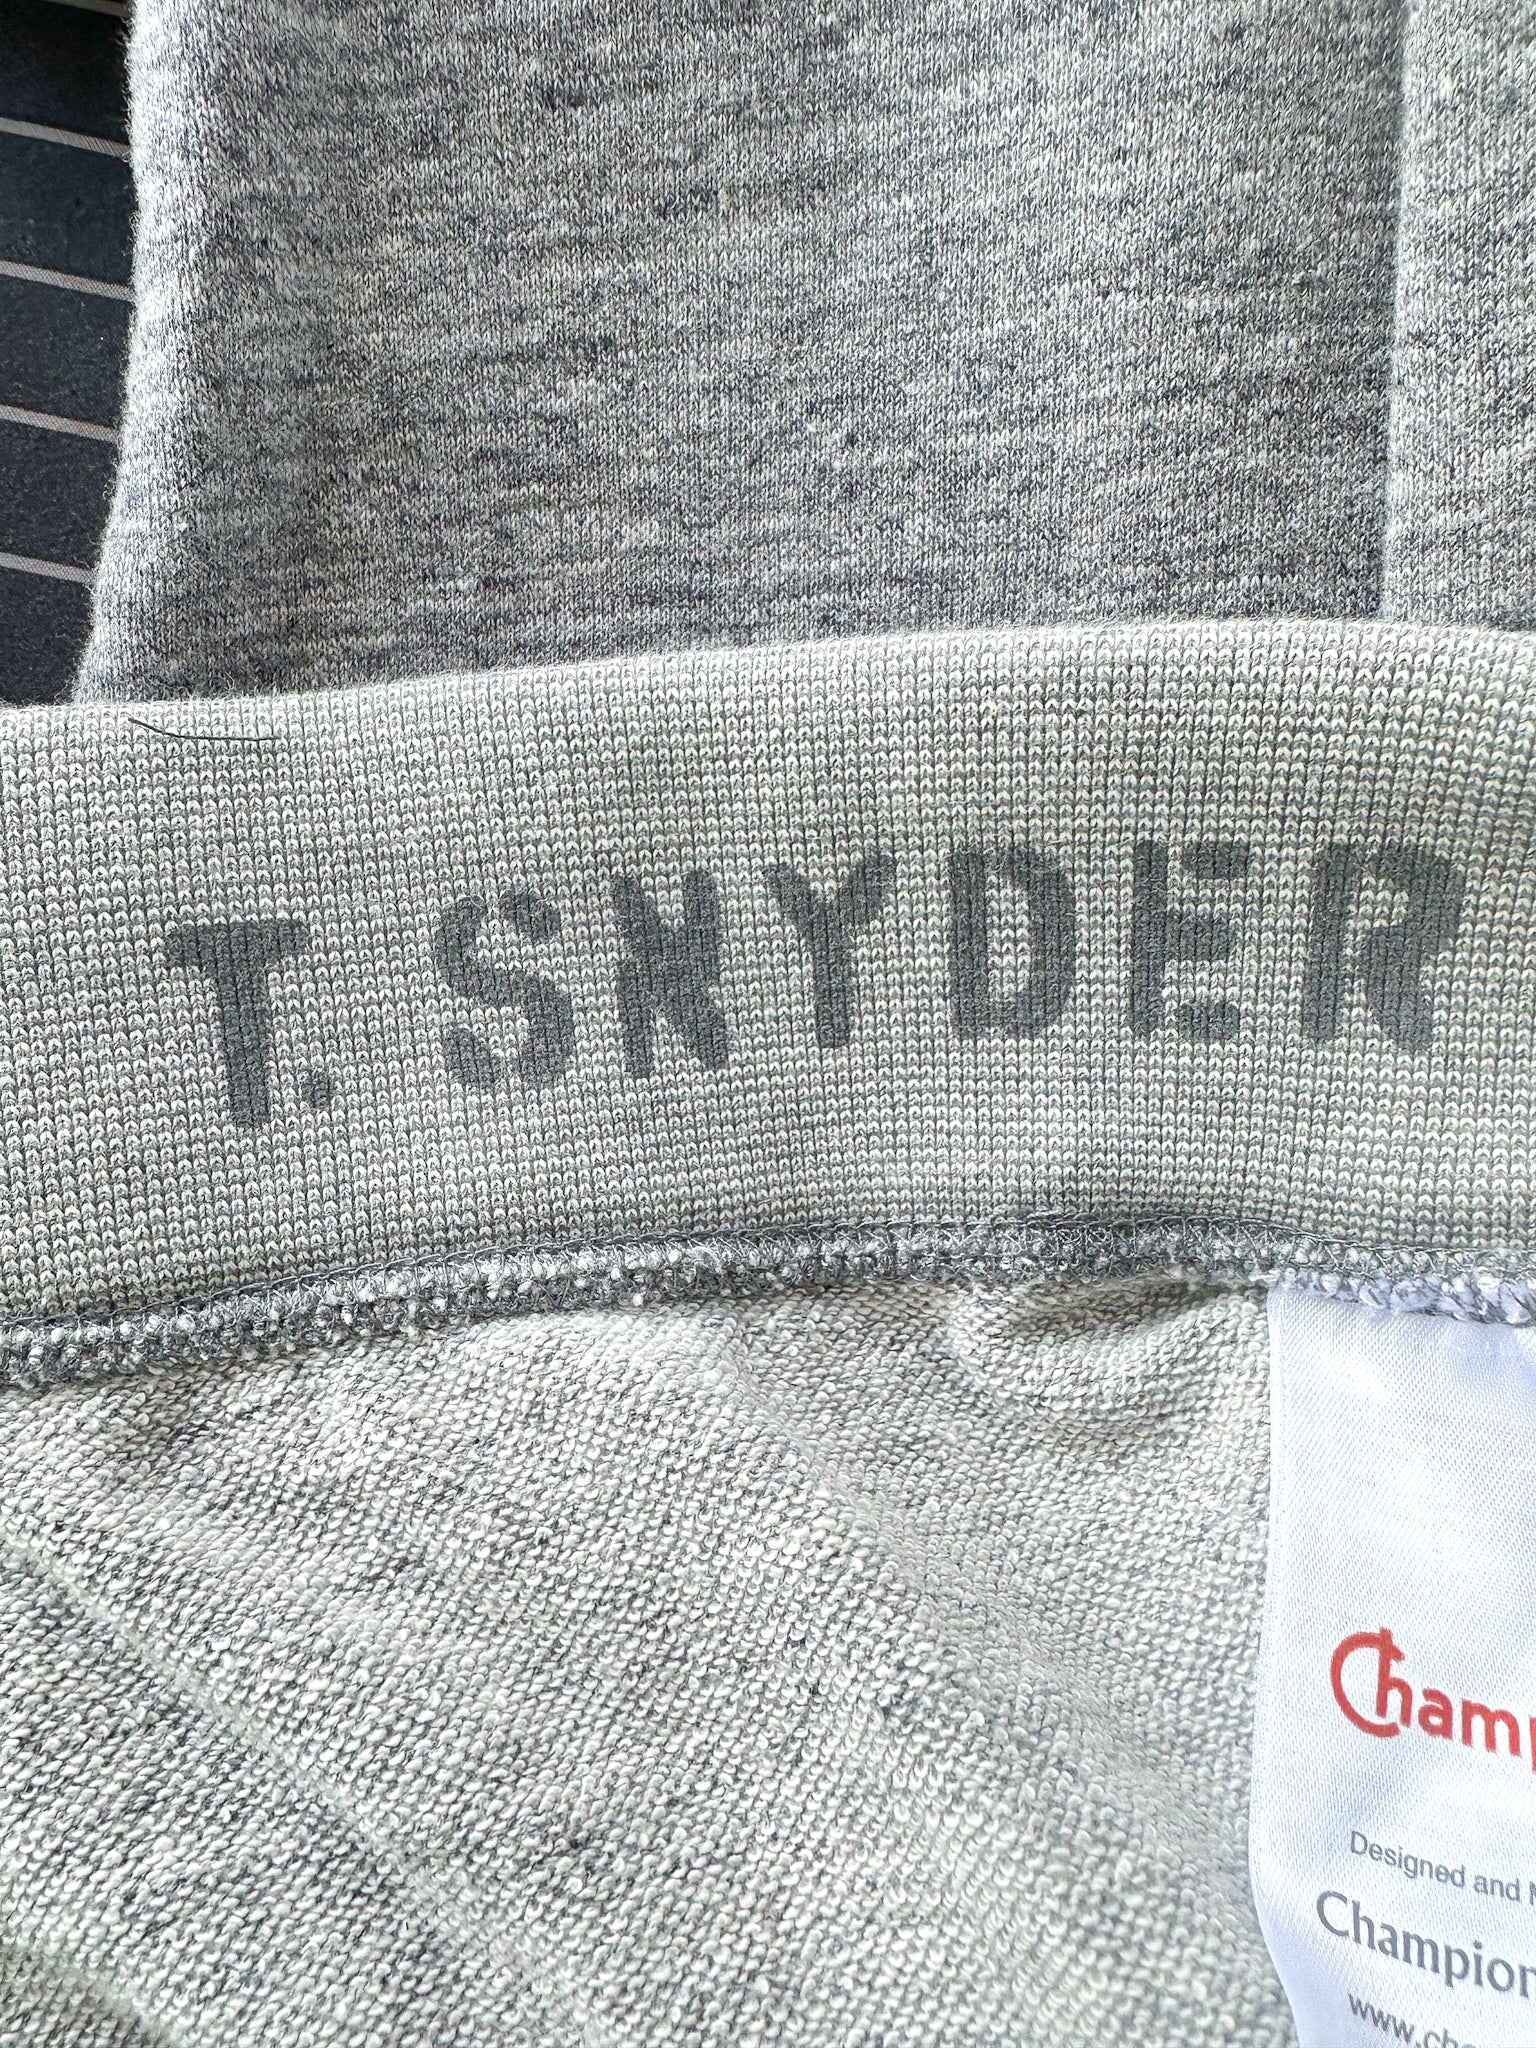 T. SNYDER
Champ
Designed and
Champion
www.ch